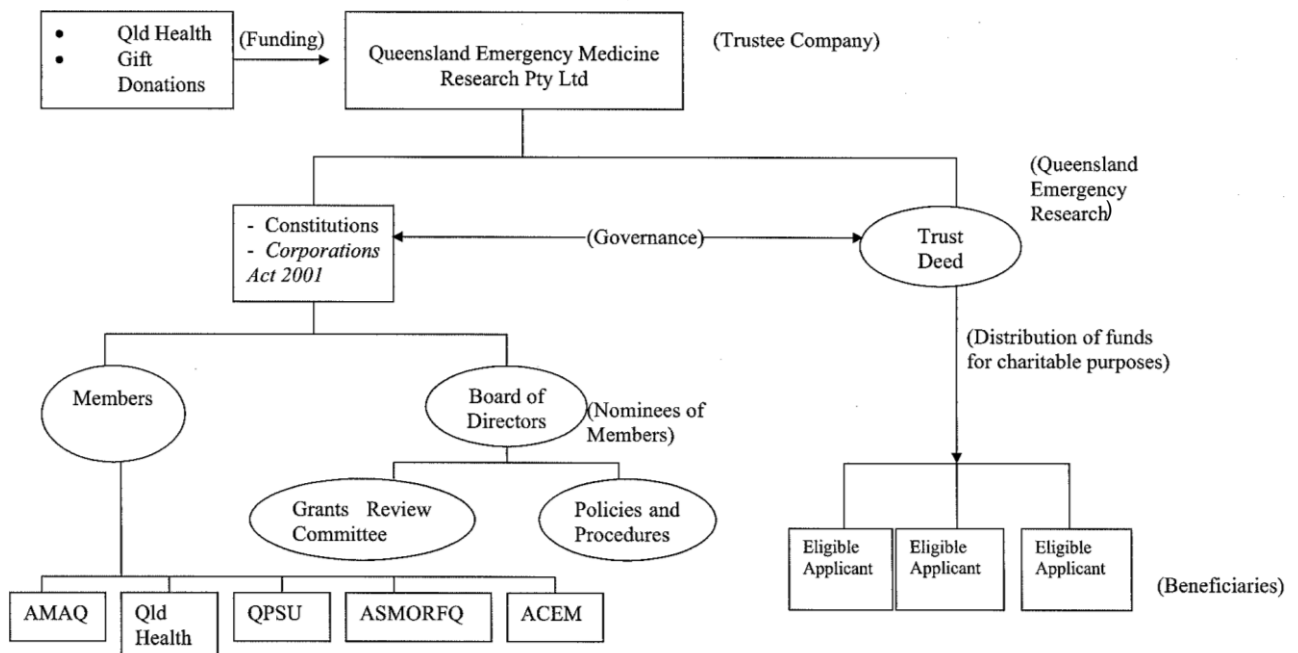 • Qld Health
• Gift
Donations
(Funding)
Queensland Emergency Medicine
Research Pty Ltd
(Trustee Company)
(Queensland
Emergency
Research)
- Constitutions
- Corporations
Act 2001
(Governance)
Trust
Deed
(Distribution of funds
for charitable purposes)
Members
Board of
Directors
(Nominees of
Members)
Grants Review
Committee
Policies and
Procedures
Eligible
Applicant
Eligible
Applicant
Eligible
Applicant
(Beneficiaries)
AMAQ
Qld
Health
QPSU
ASMORFQ
ACEM